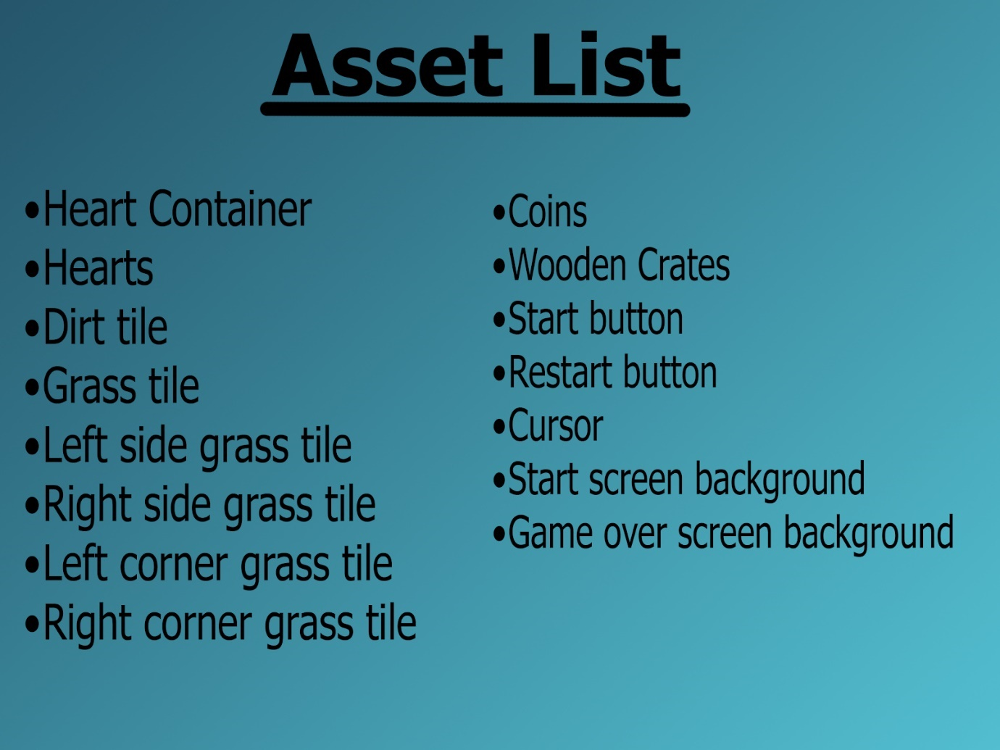 Asset List
•Heart Container
•Hearts
•Dirt tile
•Grass tile
•Left side grass tile
•Right side grass tile
•Left corner grass tile
•Right corner grass tile
•Coins
•Wooden Crates
•Start button
•Restart button
•Cursor
•Start screen background
•Game over screen background